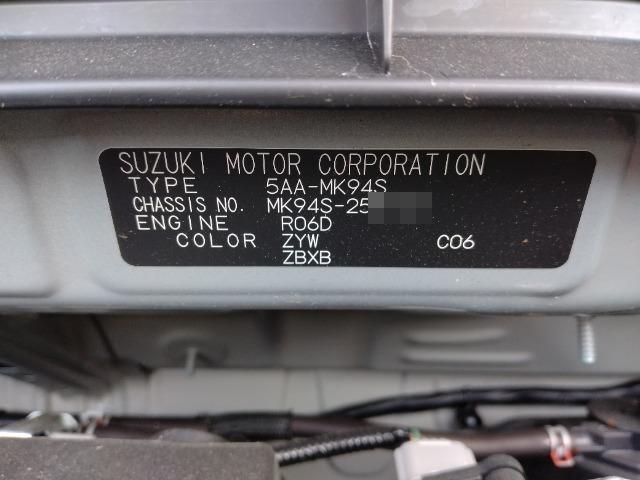 SUZUKI MOTOR CORPORATION
TYPE 5AA-MK94S
CHASSIS NO. MK94S-25
ENGINE R06D
COLOR ZYW C06
ZBXB